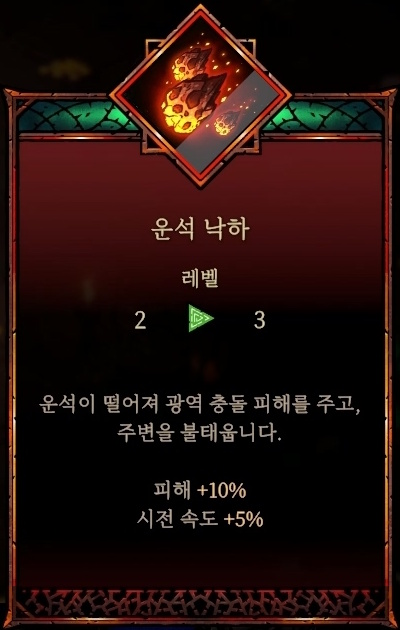 운석 낙하
레벨
2 3
운석이 떨어져 광역 충돌 피해를 주고,
주변을 불태웁니다.
피해 +10%
시전 속도 +5%